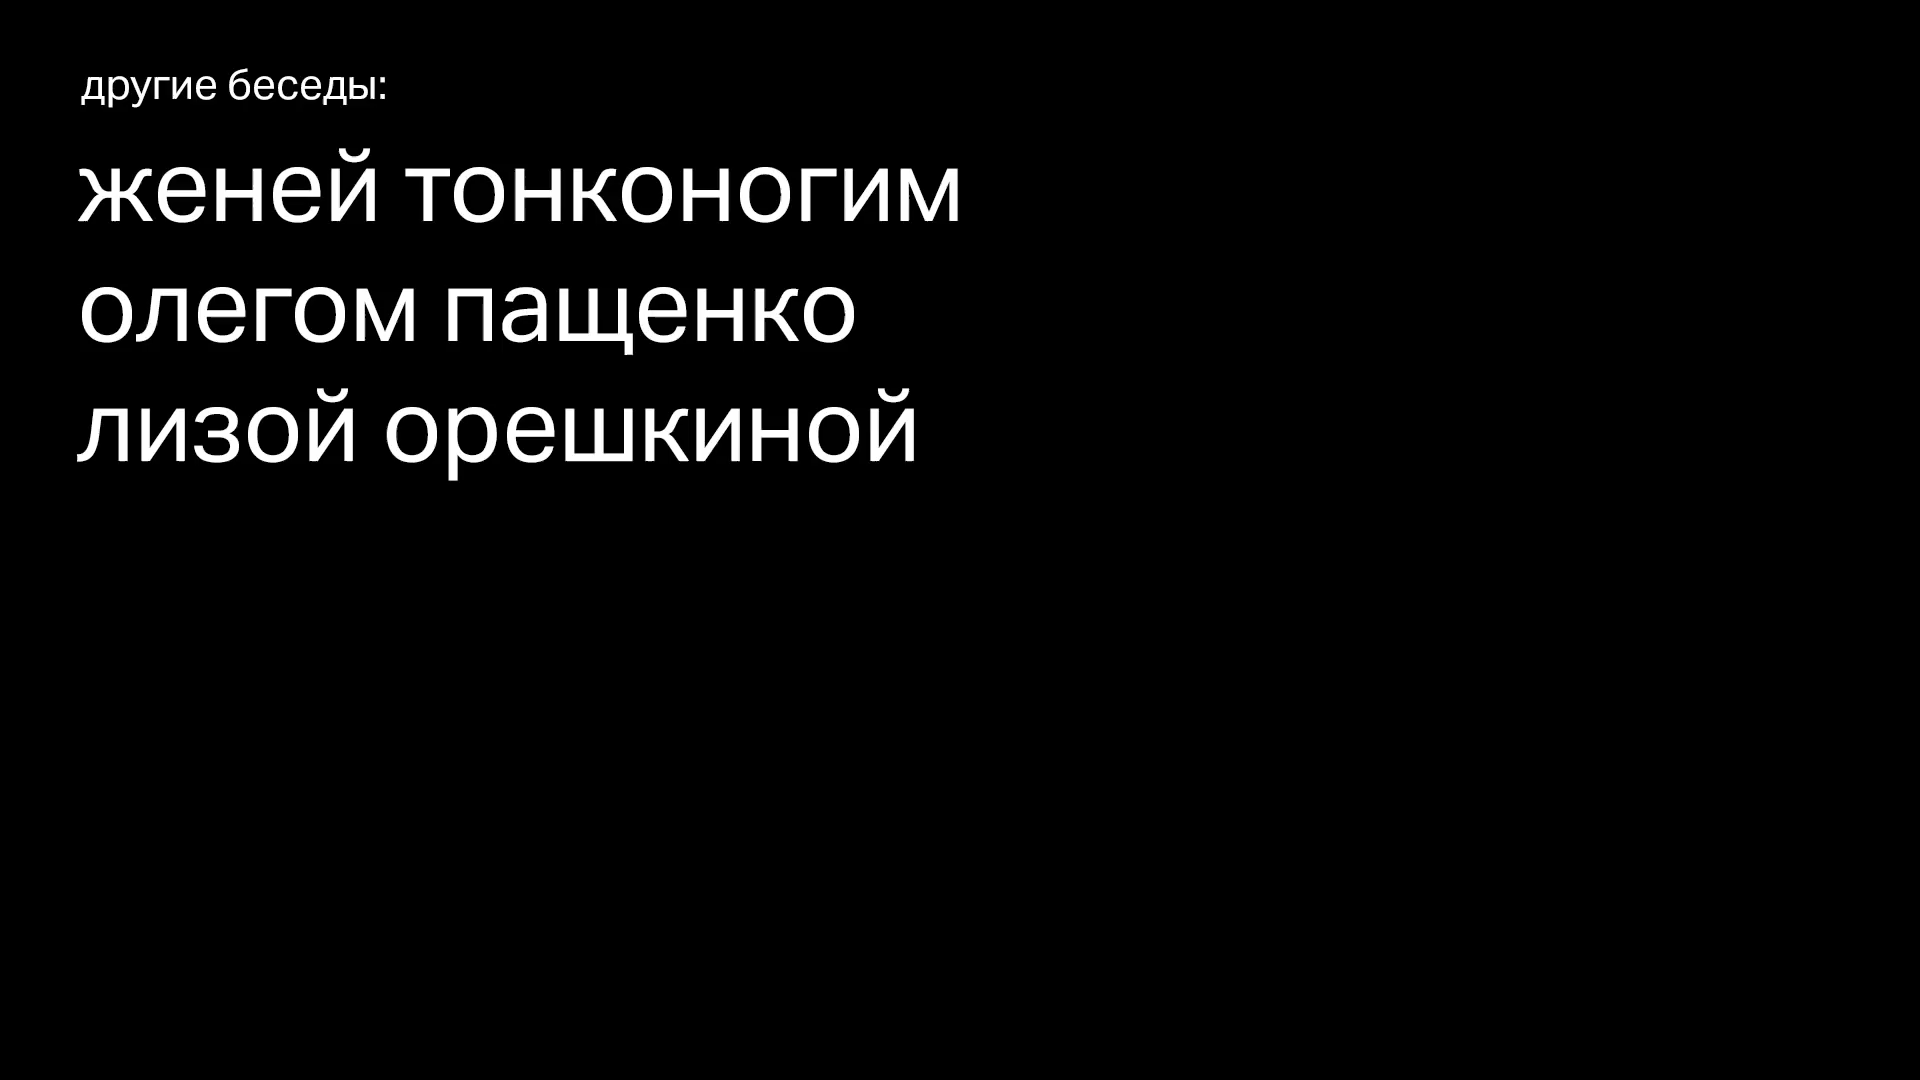 другие беседы:
женей тонконогим
олегом пащенко
лизой орешкиной